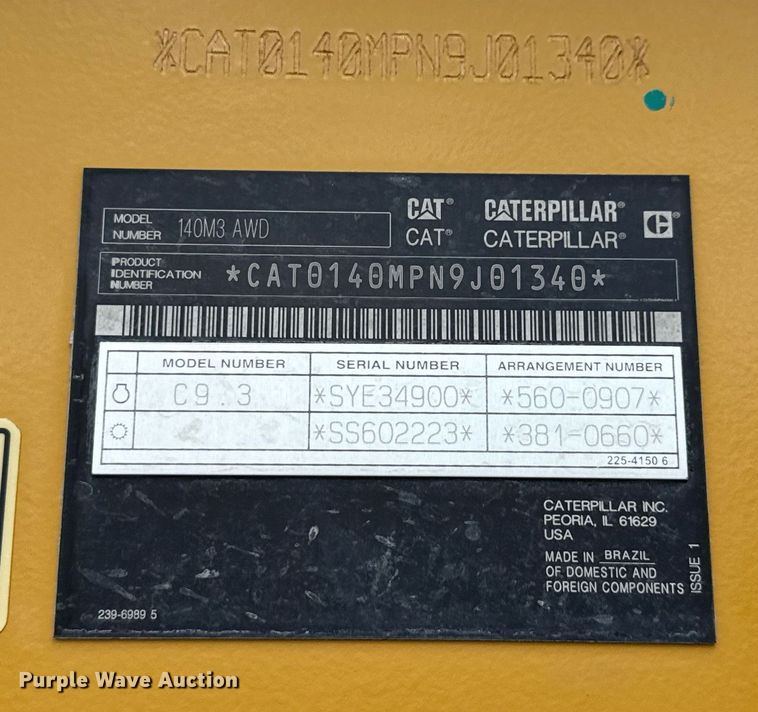 *CAT0140MPN9J01340*
MODEL NUMBER 140M3 AWD
CAT® CATERPILLAR®
CAT® CATERPILLAR®
PRODUCT IDENTIFICATION NUMBER *CAT0140MPN9J01340*
MODEL NUMBER SERIAL NUMBER ARRANGEMENT NUMBER
C9.3 *SYE34900* *560-0907*
*SS602223* *381-0660*
225-4150 6
CATERPILLAR INC.
PEORIA, IL 61629
USA
MADE IN BRAZIL
OF DOMESTIC AND
FOREIGN COMPONENTS
ISSUE 1
239-6989 5
Purple Wave Auction